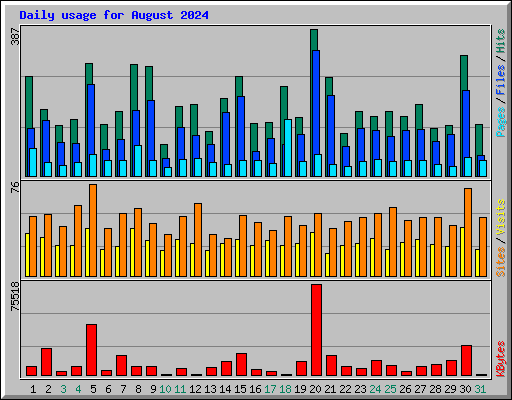 Daily usage for August 2024
387
76
75518
Pages / Files / Hits
Sites / Visits
KBytes
1 2 3 4 5 6 7 8 9 10 11 12 13 14 15 16 17 18 19 20 21 22 23 24 25 26 27 28 29 30 31